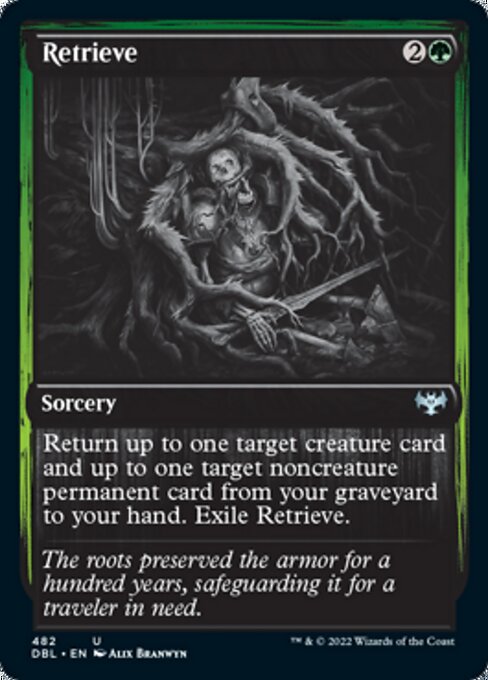 Retrieve 2
Sorcery
Return up to one target creature card
and up to one target noncreature
permanent card from your graveyard
to your hand. Exile Retrieve.
The roots preserved the armor for a
hundred years, safeguarding it for a
traveler in need.
482 U
DBL • EN Alix Branwyn
™ & © 2022 Wizards of the Coast